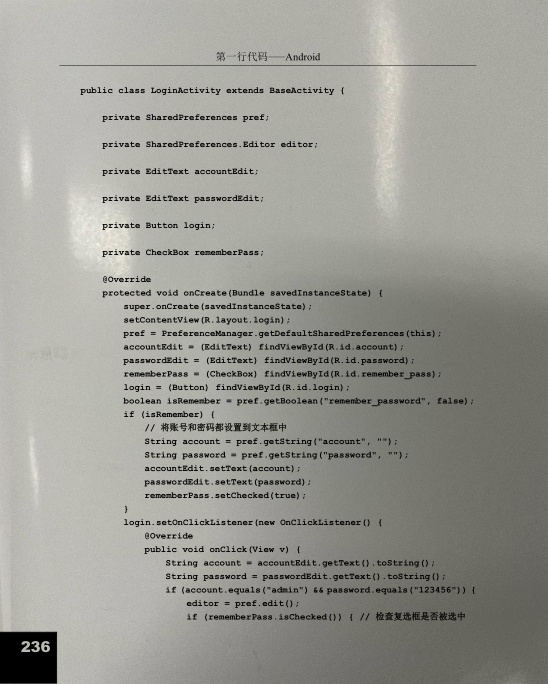 第一行代码——Android
public class LoginActivity extends BaseActivity {
private SharedPreferences pref;
private SharedPreferences.Editor editor;
private EditText accountEdit;
private EditText passwordEdit;
private Button login;
private CheckBox rememberPass;
@Override
protected void onCreate(Bundle savedInstanceState) {
super.onCreate(savedInstanceState);
setContentView(R.layout.login);
pref = PreferenceManager.getDefaultSharedPreferences(this);
accountEdit = (EditText) findViewById(R.id.account);
passwordEdit = (EditText) findViewById(R.id.password);
rememberPass = (CheckBox) findViewById(R.id.remember_pass);
login = (Button) findViewById(R.id.login);
boolean isRemember = pref.getBoolean("remember_password", false);
if (isRemember) {
// 将账号和密码都设置到文本框中
String account = pref.getString("account", "");
String password = pref.getString("password", "");
accountEdit.setText(account);
passwordEdit.setText(password);
rememberPass.setChecked(true);
}
login.setOnClickListener(new OnClickListener() {
@Override
public void onClick(View v) {
String account = accountEdit.getText().toString();
String password = passwordEdit.getText().toString();
if (account.equals("admin") && password.equals("123456")) {
editor = pref.edit();
if (rememberPass.isChecked()) { // 检查复选框是否被选中
236